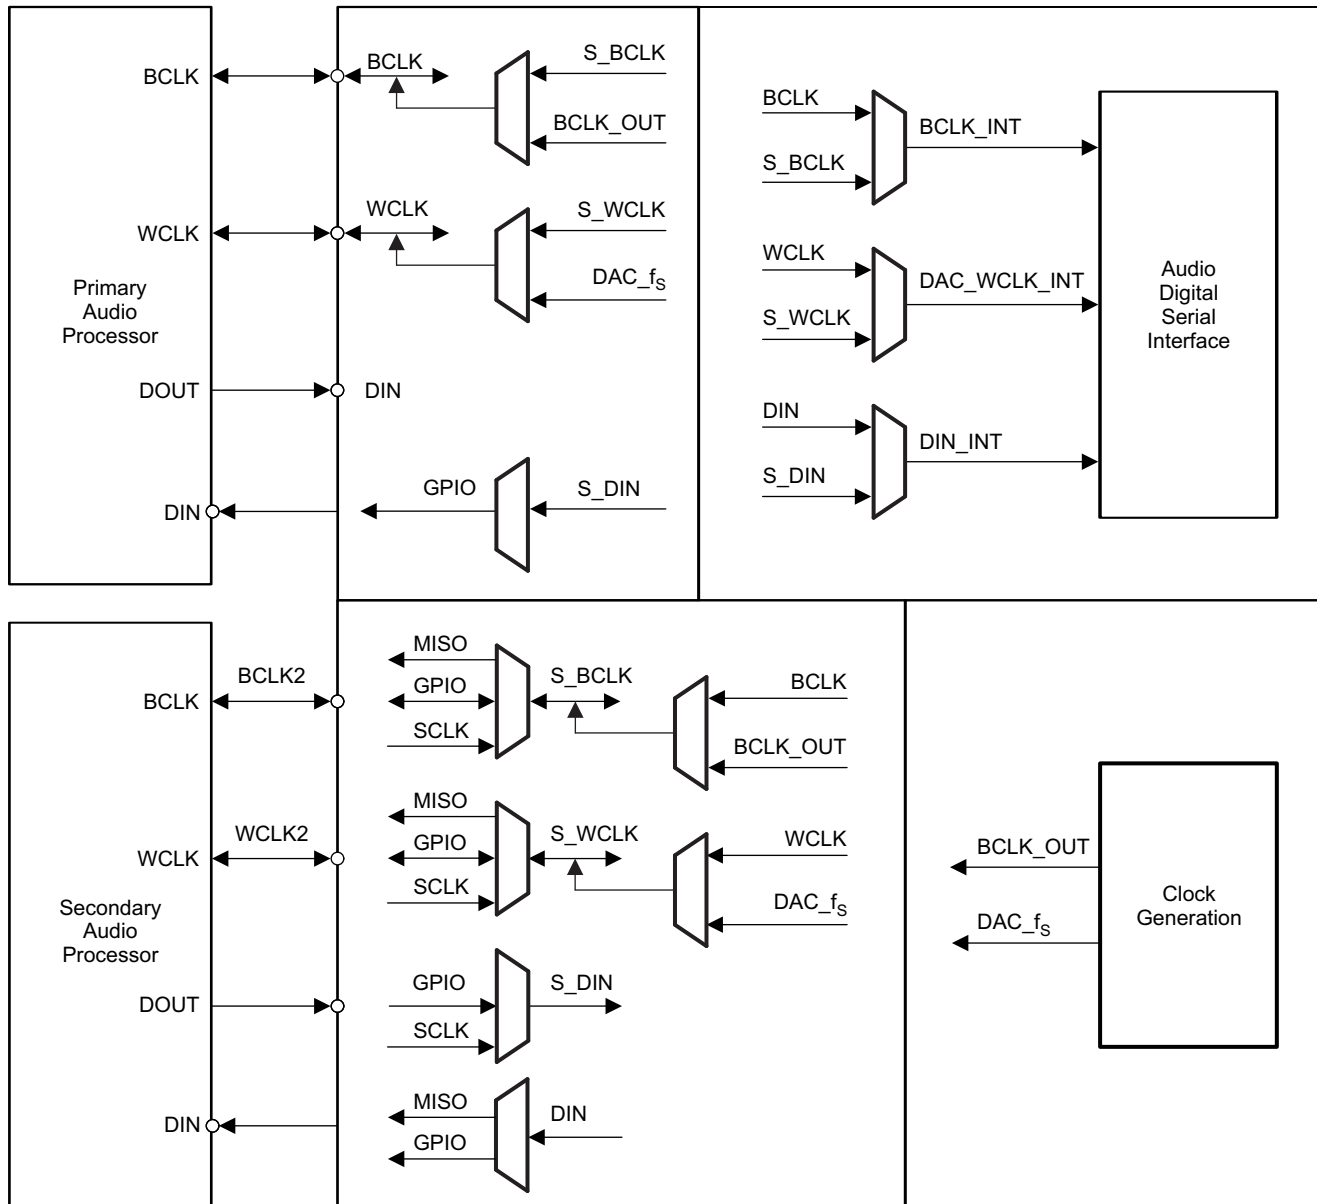 BCLK
WCLK
Primary
Audio
Processor
DOUT
DIN
BCLK
S_BCLK
BCLK_OUT
WCLK
S_WCLK
DAC_fS
DIN
GPIO
S_DIN
BCLK
S_BCLK
BCLK_INT
WCLK
S_WCLK
DAC_WCLK_INT
DIN
S_DIN
DIN_INT
Audio
Digital
Serial
Interface
BCLK
BCLK2
WCLK
WCLK2
Secondary
Audio
Processor
DOUT
DIN
MISO
GPIO
SCLK
S_BCLK
BCLK
BCLK_OUT
MISO
GPIO
SCLK
S_WCLK
WCLK
DAC_fS
GPIO
SCLK
S_DIN
MISO
GPIO
DIN
BCLK_OUT
DAC_fS
Clock
Generation